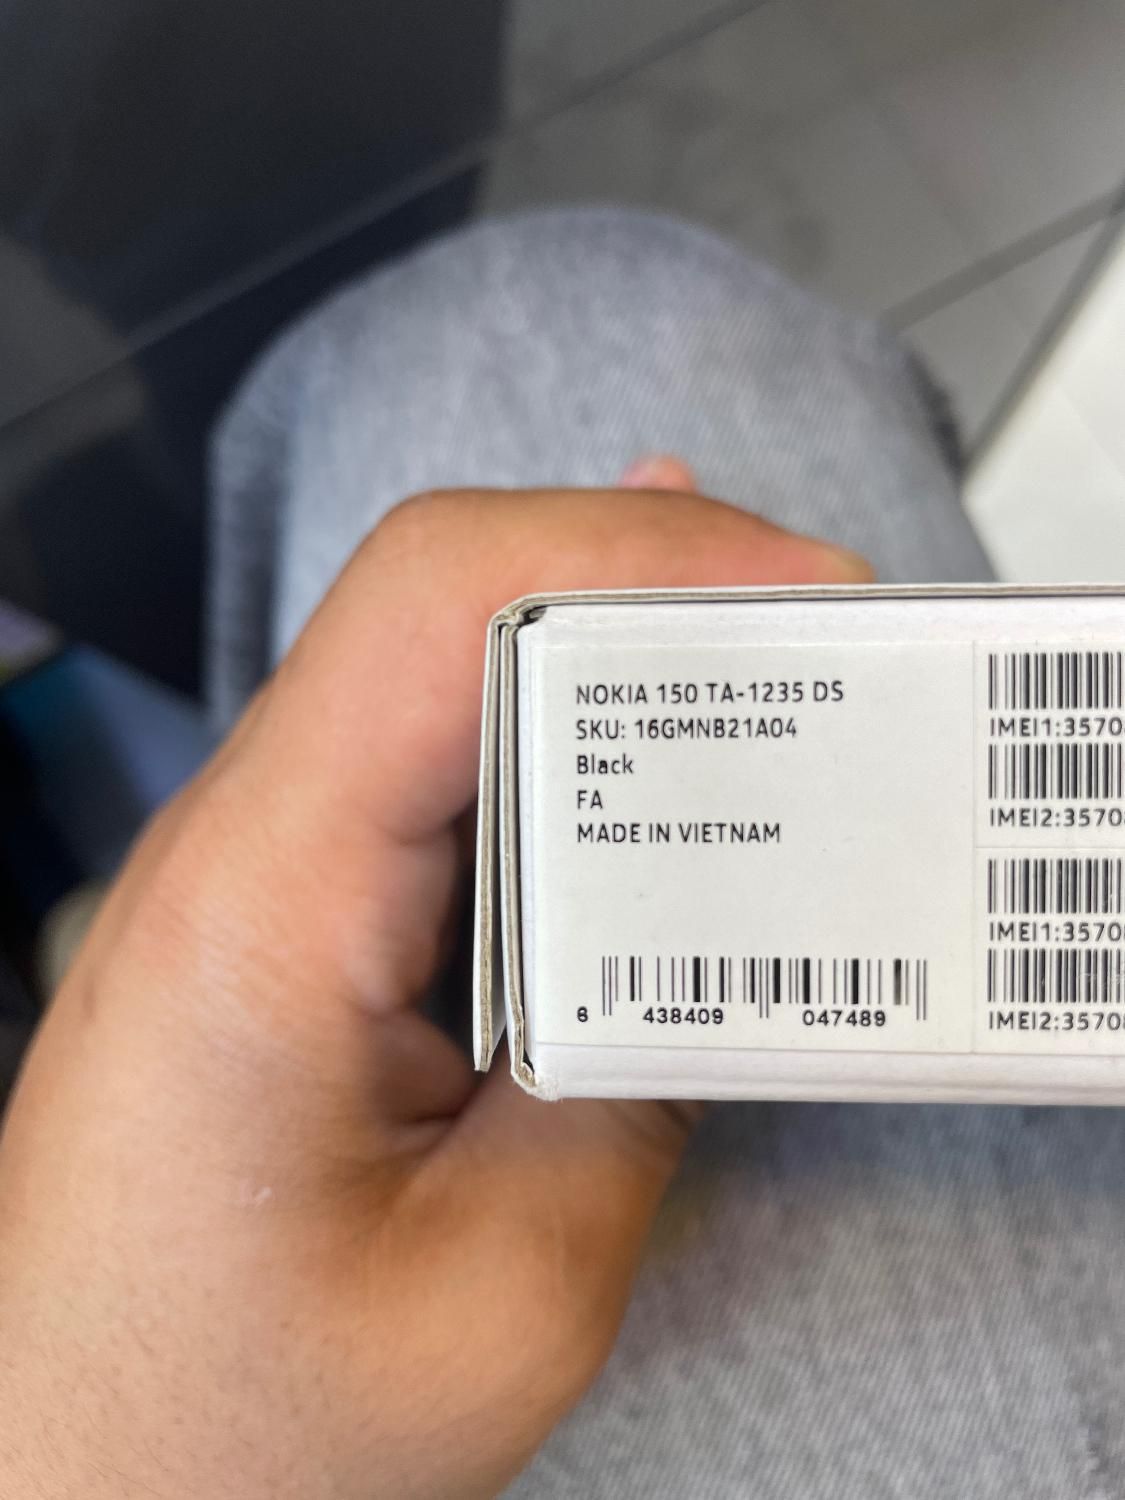 NOKIA 150 TA-1235 DS
SKU: 16GMNB21A04
Black
FA
MADE IN VIETNAM
6 438409 047489
IMEI1:3570
IMEI2:3570
IMEI1:3570
IMEI2:3570